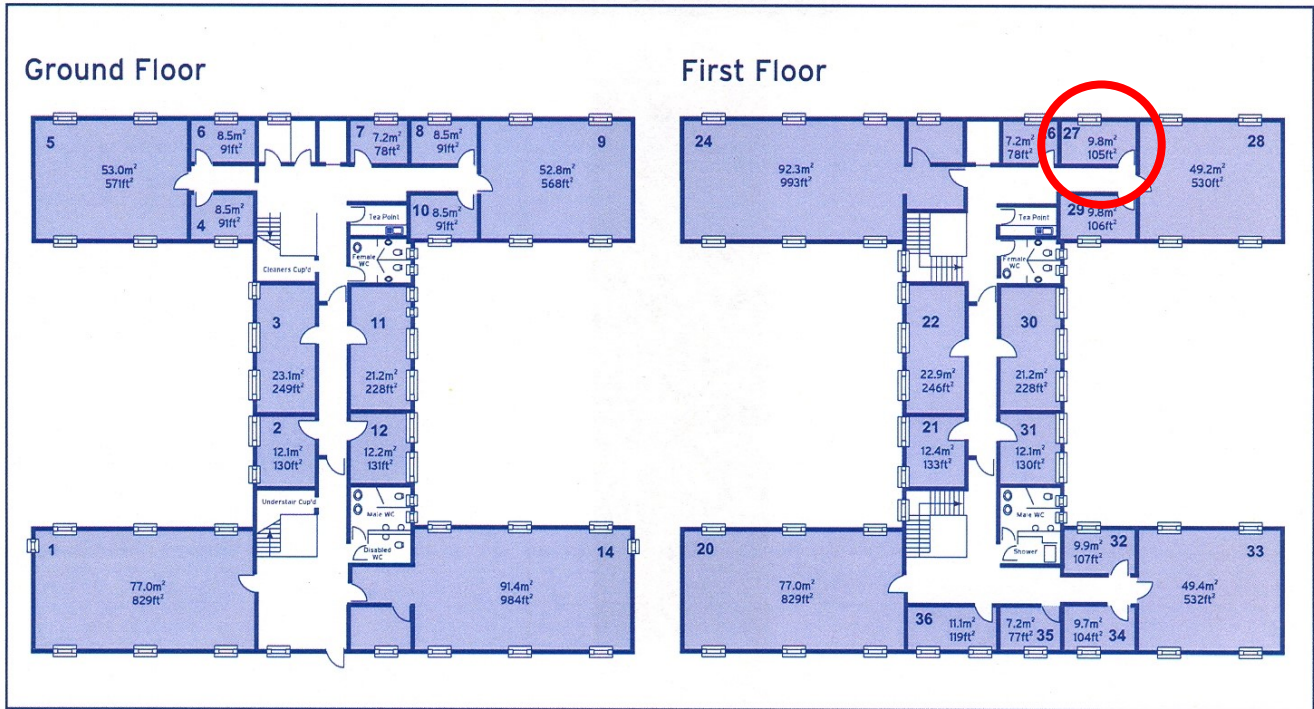 Ground Floor
5
53.0m²
571ft²
6
8.5m²
91ft²
7
7.2m²
78ft²
8
8.5m²
91ft²
9
52.8m²
568ft²
4
8.5m²
91ft²
10
8.5m²
91ft²
Tea Point
Female
WC
Cleaners Cup'd
3
23.1m²
249ft²
11
21.2m²
228ft²
2
12.1m²
130ft²
12
12.2m²
131ft²
Understair Cup'd
Male WC
Disabled
WC
1
77.0m²
829ft²
14
91.4m²
984ft²
First Floor
24
92.3m²
993ft²
26
7.2m²
78ft²
27
9.8m²
105ft²
28
49.2m²
530ft²
29
9.8m²
106ft²
Tea Point
Female
WC
22
22.9m²
246ft²
30
21.2m²
228ft²
21
12.4m²
133ft²
31
12.1m²
130ft²
Male WC
Shower
20
77.0m²
829ft²
32
9.9m²
107ft²
33
49.4m²
532ft²
36
11.1m²
119ft²
7.2m²
77ft²
35
9.7m²
104ft²
34